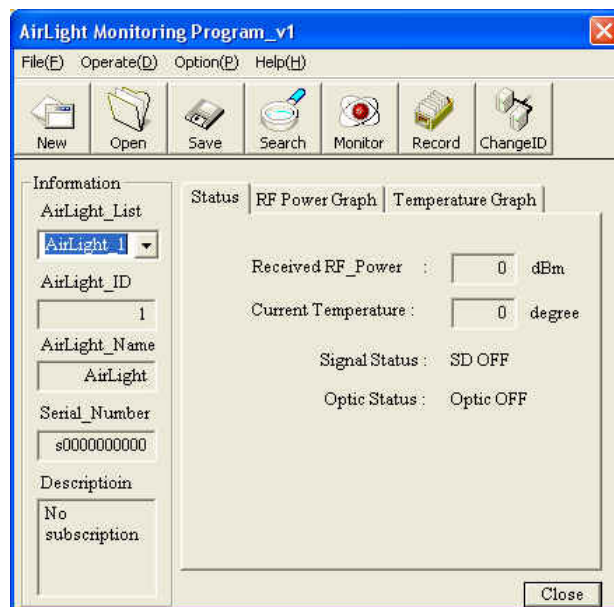 AirLight Monitoring Program_v1
File(F) Operate(D) Option(P) Help(H)
New Open Save Search Monitor Record ChangeID
Information
AirLight_List
AirLight_1
AirLight_ID
1
AirLight_Name
AirLight
Serial_Number
s0000000000
Descriptioin
No
subscription
Status RF Power Graph Temperature Graph
Received RF_Power : 0 dBm
Current Temperature : 0 degree
Signal Status : SD OFF
Optic Status : Optic OFF
Close